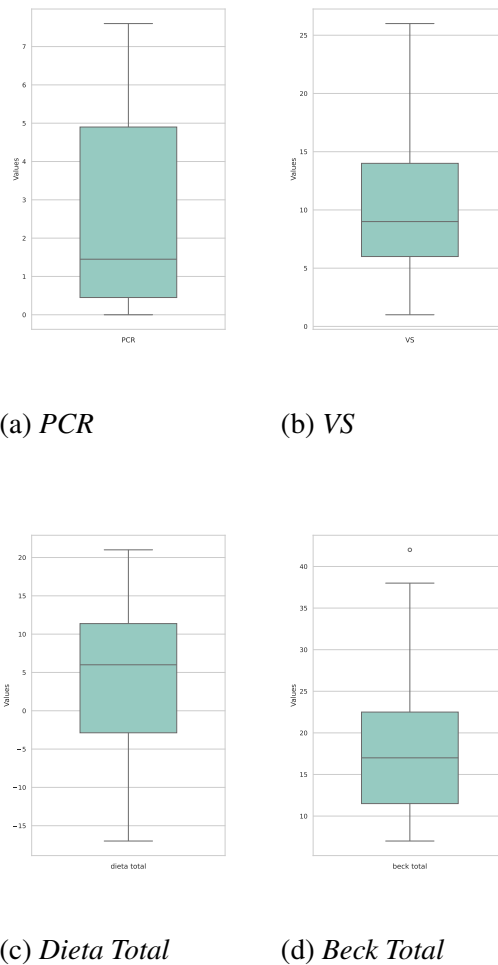 7
6
5
4
3
2
1
0
Values
PCR
(a) PCR
25
20
15
10
5
0
Values
VS
(b) VS
20
15
10
5
0
−5
−10
−15
Values
dieta total
(c) Dieta Total
40
35
30
25
20
15
10
Values
beck total
(d) Beck Total